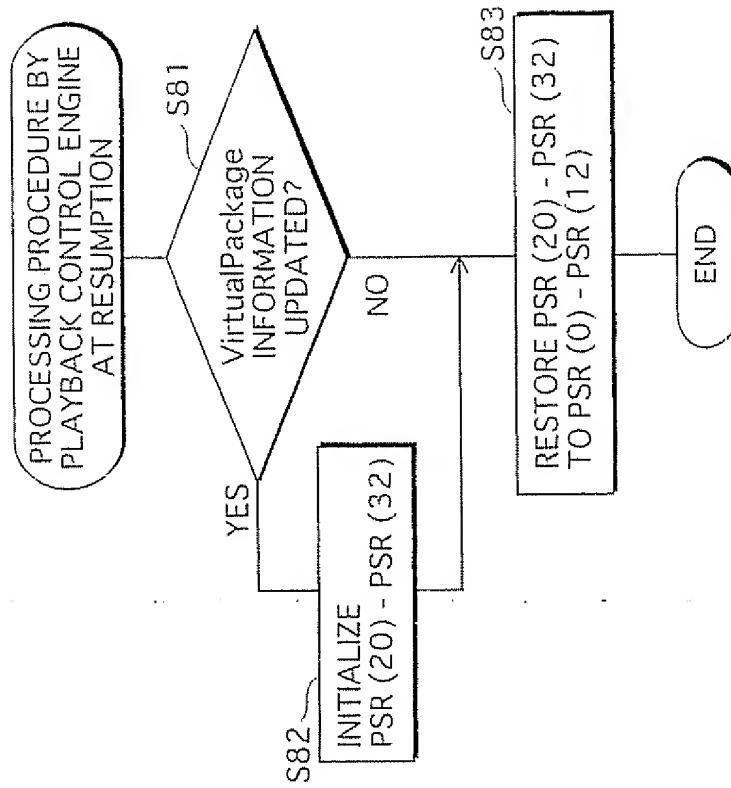 PROCESSING PROCEDURE BY
PLAYBACK CONTROL ENGINE
AT RESUMPTION
S81
VirtualPackage
INFORMATION
UPDATED?
YES
NO
S82
INITIALIZE
PSR (20) - PSR (32)
S83
RESTORE PSR (20) - PSR (32)
TO PSR (0) - PSR (12)
END